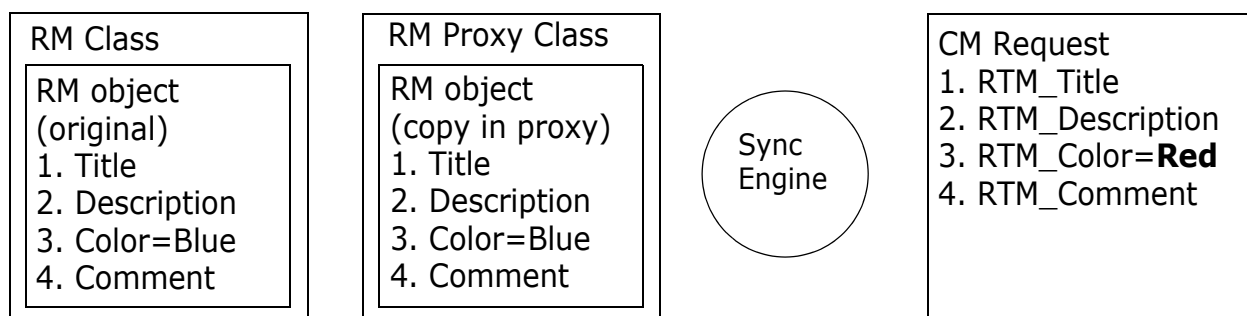 RM Class
RM object
(original)
1. Title
2. Description
3. Color=Blue
4. Comment
RM Proxy Class
RM object
(copy in proxy)
1. Title
2. Description
3. Color=Blue
4. Comment
Sync
Engine
CM Request
1. RTM_Title
2. RTM_Description
3. RTM_Color=Red
4. RTM_Comment